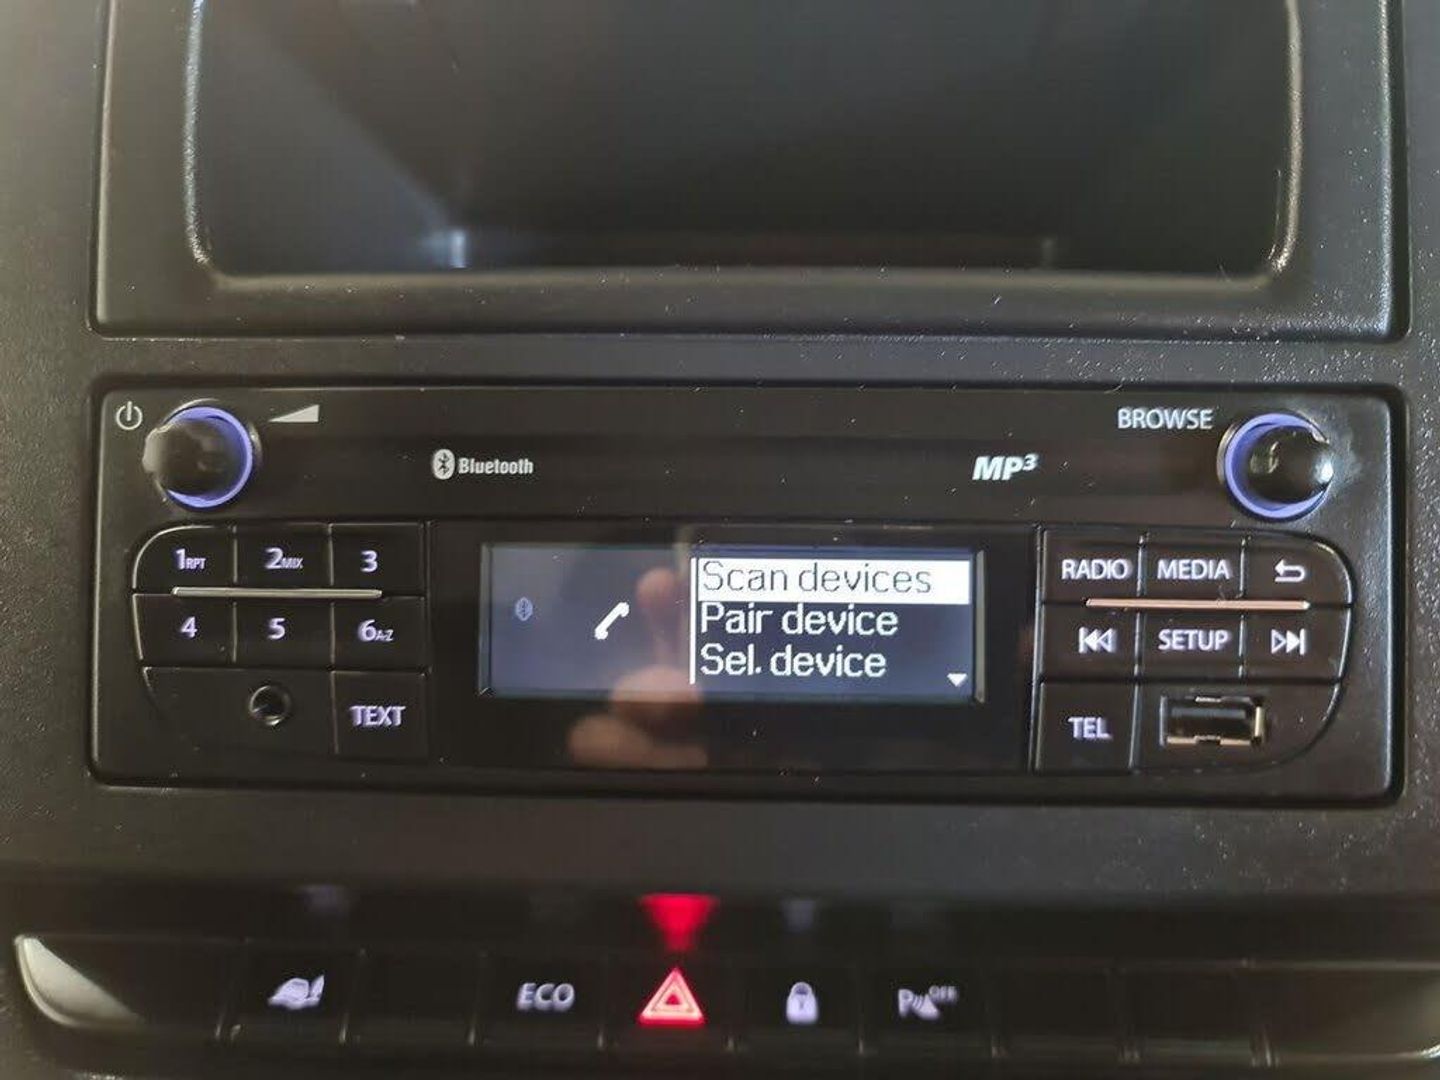 BROWSE
Bluetooth
MP3
1RPT 2MIX 3
4 5 6A-Z
TEXT
Scan devices
Pair device
Sel. device
RADIO MEDIA
SETUP
TEL
ECO
P OFF